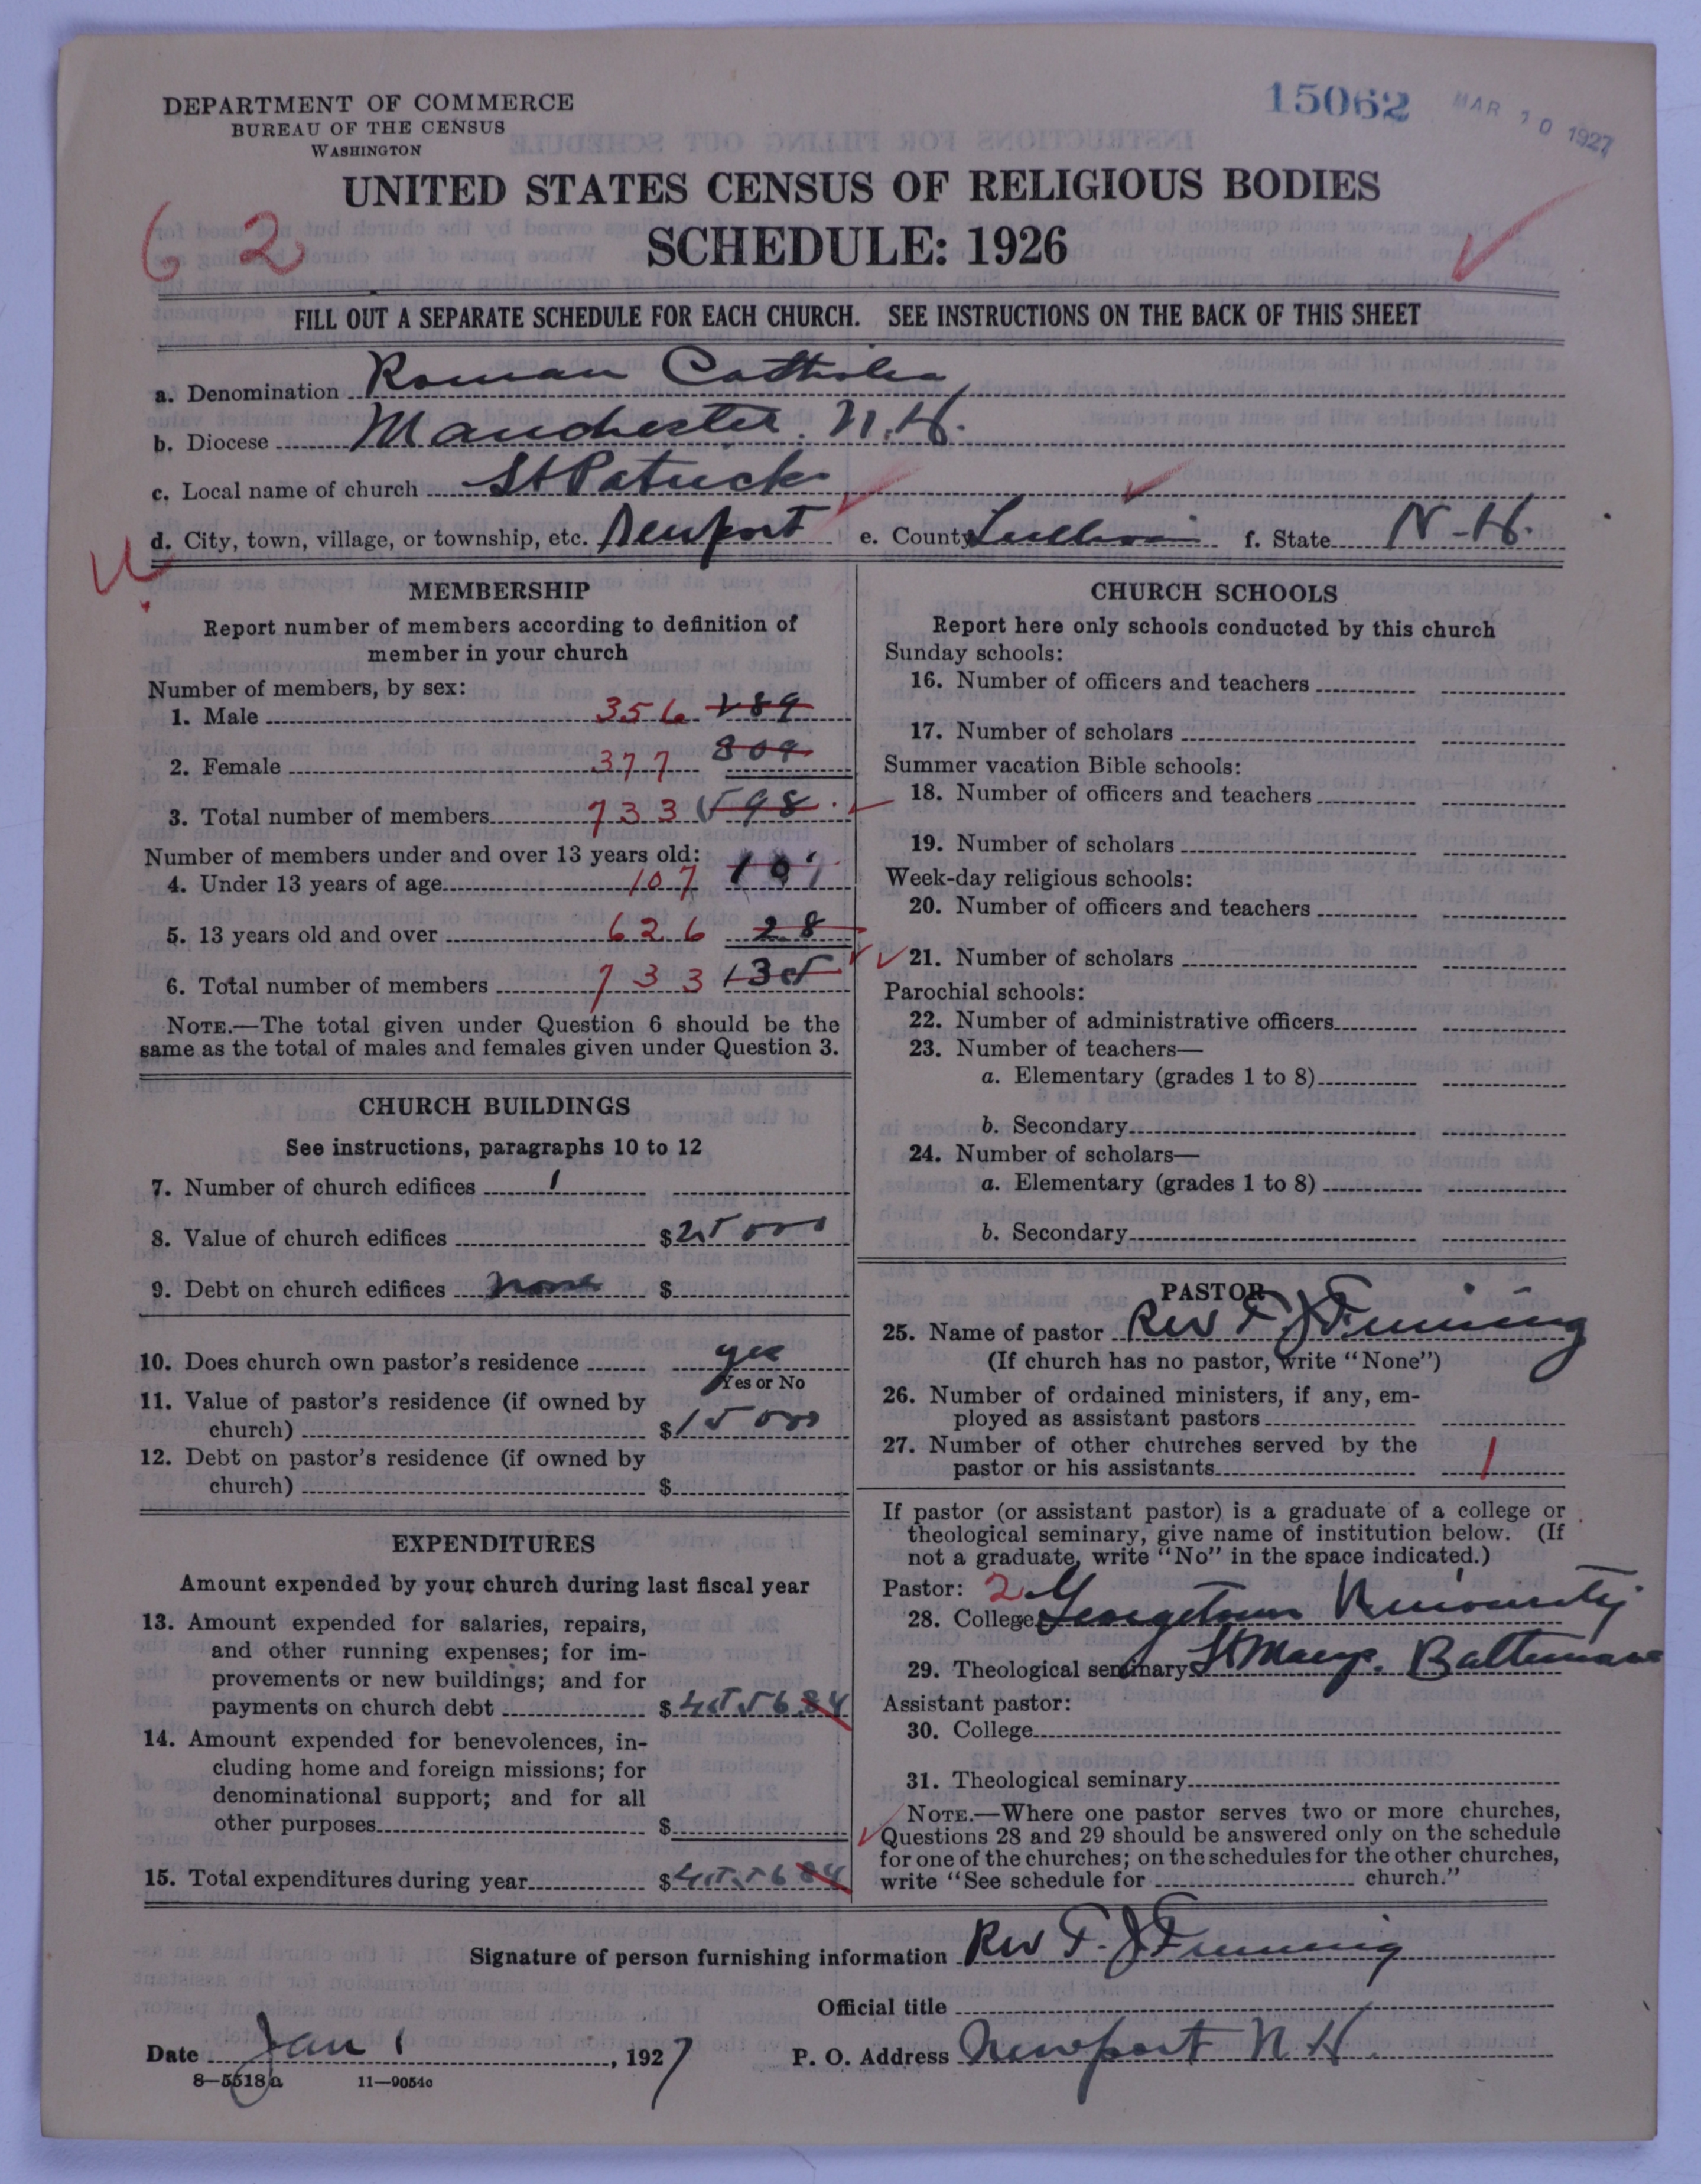 15062
MAR 10 1927
DEPARTMENT OF COMMERCE
BUREAU OF THE CENSUS
WASHINGTON
UNITED STATES CENSUS OF RELIGIOUS BODIES
62
SCHEDULE: 1926
FILL OUT A SEPARATE SCHEDULE FOR EACH CHURCH. SEE INSTRUCTIONS ON THE BACK OF THIS SHEET
a. Denomination Roman Catholic
b. Diocese Manchester. N.H.
c. Local name of church St Patricks
d. City, town, village, or township, etc. Newport e. County Sullivan f. State N-H.
MEMBERSHIP
Report number of members according to definition of
member in your church
Number of members, by sex:
1. Male 356 289
2. Female 377 309
3. Total number of members 733 598
Number of members under and over 13 years old:
4. Under 13 years of age 107 107
5. 13 years old and over 626 28
6. Total number of members 733 135
NOTE.—The total given under Question 6 should be the
same as the total of males and females given under Question 3.
CHURCH BUILDINGS
See instructions, paragraphs 10 to 12
7. Number of church edifices 1
8. Value of church edifices $25000
9. Debt on church edifices none $
10. Does church own pastor's residence yes
Yes or No
11. Value of pastor's residence (if owned by
church) $15000
12. Debt on pastor's residence (if owned by
church) $
EXPENDITURES
Amount expended by your church during last fiscal year
13. Amount expended for salaries, repairs,
and other running expenses; for im-
provements or new buildings; and for
payments on church debt $
14. Amount expended for benevolences, in-
cluding home and foreign missions; for
denominational support; and for all
other purposes $
15. Total expenditures during year $
CHURCH SCHOOLS
Report here only schools conducted by this church
Sunday schools:
16. Number of officers and teachers
17. Number of scholars
Summer vacation Bible schools:
18. Number of officers and teachers
19. Number of scholars
Week-day religious schools:
20. Number of officers and teachers
21. Number of scholars
Parochial schools:
22. Number of administrative officers
23. Number of teachers—
a. Elementary (grades 1 to 8)
b. Secondary
24. Number of scholars—
a. Elementary (grades 1 to 8)
b. Secondary
PASTOR
25. Name of pastor Rev T J
(If church has no pastor, write "None")
26. Number of ordained ministers, if any, em-
ployed as assistant pastors
27. Number of other churches served by the
pastor or his assistants 1
If pastor (or assistant pastor) is a graduate of a college or
theological seminary, give name of institution below. (If
not a graduate, write "No" in the space indicated.)
Pastor: 2
28. College Georgetown University
29. Theological seminary St Marys. Baltimore
Assistant pastor:
30. College
31. Theological seminary
NOTE.—Where one pastor serves two or more churches,
Questions 28 and 29 should be answered only on the schedule
for one of the churches; on the schedules for the other churches,
write "See schedule for church."
Signature of person furnishing information Rev T. J
Official title
Date Jan 1, 1927 P. O. Address Newport N.H.
8—5518a 11—9054c